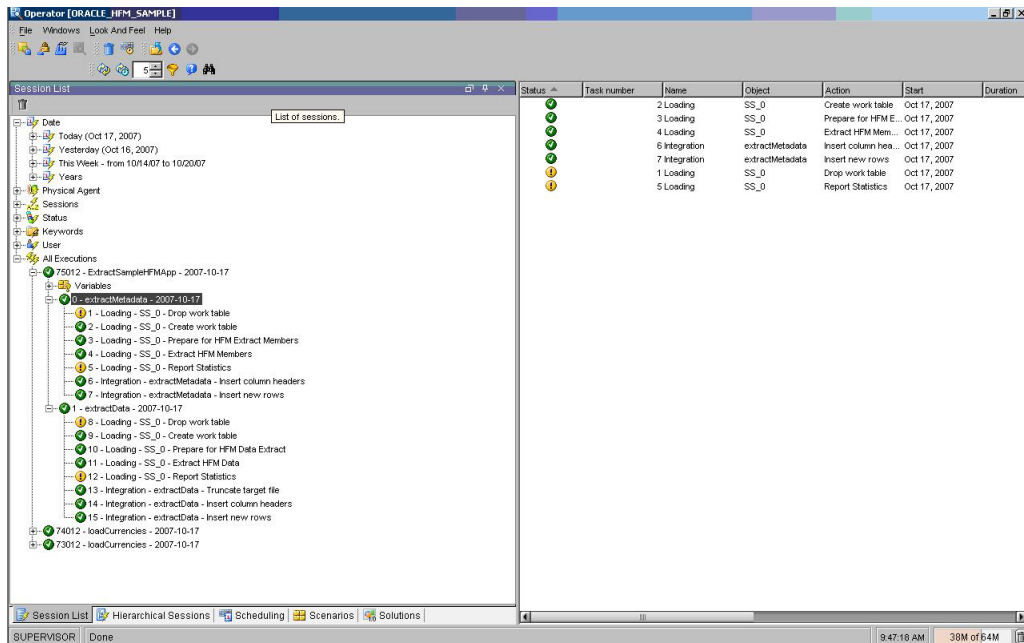 Operator [ORACLE_HFM_SAMPLE]
File Windows Look And Feel Help
5
Session List
List of sessions.
Date
Today (Oct 17, 2007)
Yesterday (Oct 16, 2007)
This Week - from 10/14/07 to 10/20/07
Years
Physical Agent
Sessions
Status
Keywords
User
All Executions
75012 - ExtractSampleHFMApp - 2007-10-17
Variables
0 - extractMetadata - 2007-10-17
1 - Loading - SS_0 - Drop work table
2 - Loading - SS_0 - Create work table
3 - Loading - SS_0 - Prepare for HFM Extract Members
4 - Loading - SS_0 - Extract HFM Members
5 - Loading - SS_0 - Report Statistics
6 - Integration - extractMetadata - Insert column headers
7 - Integration - extractMetadata - Insert new rows
1 - extractData - 2007-10-17
8 - Loading - SS_0 - Drop work table
9 - Loading - SS_0 - Create work table
10 - Loading - SS_0 - Prepare for HFM Data Extract
11 - Loading - SS_0 - Extract HFM Data
12 - Loading - SS_0 - Report Statistics
13 - Integration - extractData - Truncate target file
14 - Integration - extractData - Insert column headers
15 - Integration - extractData - Insert new rows
74012 - loadCurrencies - 2007-10-17
73012 - loadCurrencies - 2007-10-17
Status Task number Name Object Action Start Duration
2 Loading SS_0 Create work table Oct 17, 2007
3 Loading SS_0 Prepare for HFM E... Oct 17, 2007
4 Loading SS_0 Extract HFM Mem... Oct 17, 2007
6 Integration extractMetadata Insert column hea... Oct 17, 2007
7 Integration extractMetadata Insert new rows Oct 17, 2007
1 Loading SS_0 Drop work table Oct 17, 2007
5 Loading SS_0 Report Statistics Oct 17, 2007
Session List Hierarchical Sessions Scheduling Scenarios Solutions
SUPERVISOR Done 9:47:18 AM 38M of 64M